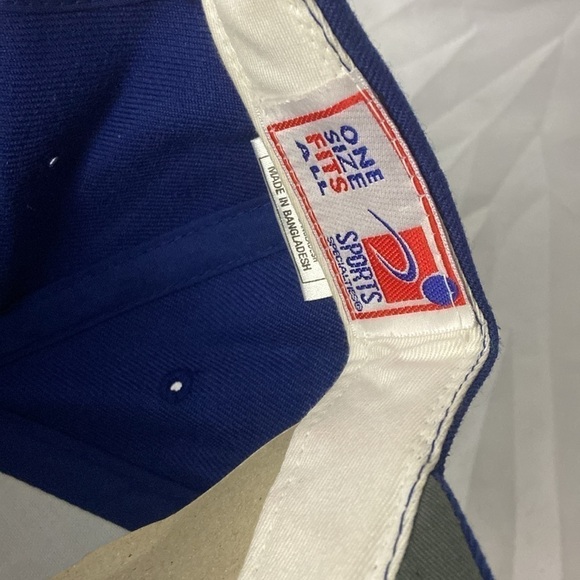 ONE
SIZE
FITS
ALL
SPORTS
SPECIALTIES®
MADE IN BANGLADESH